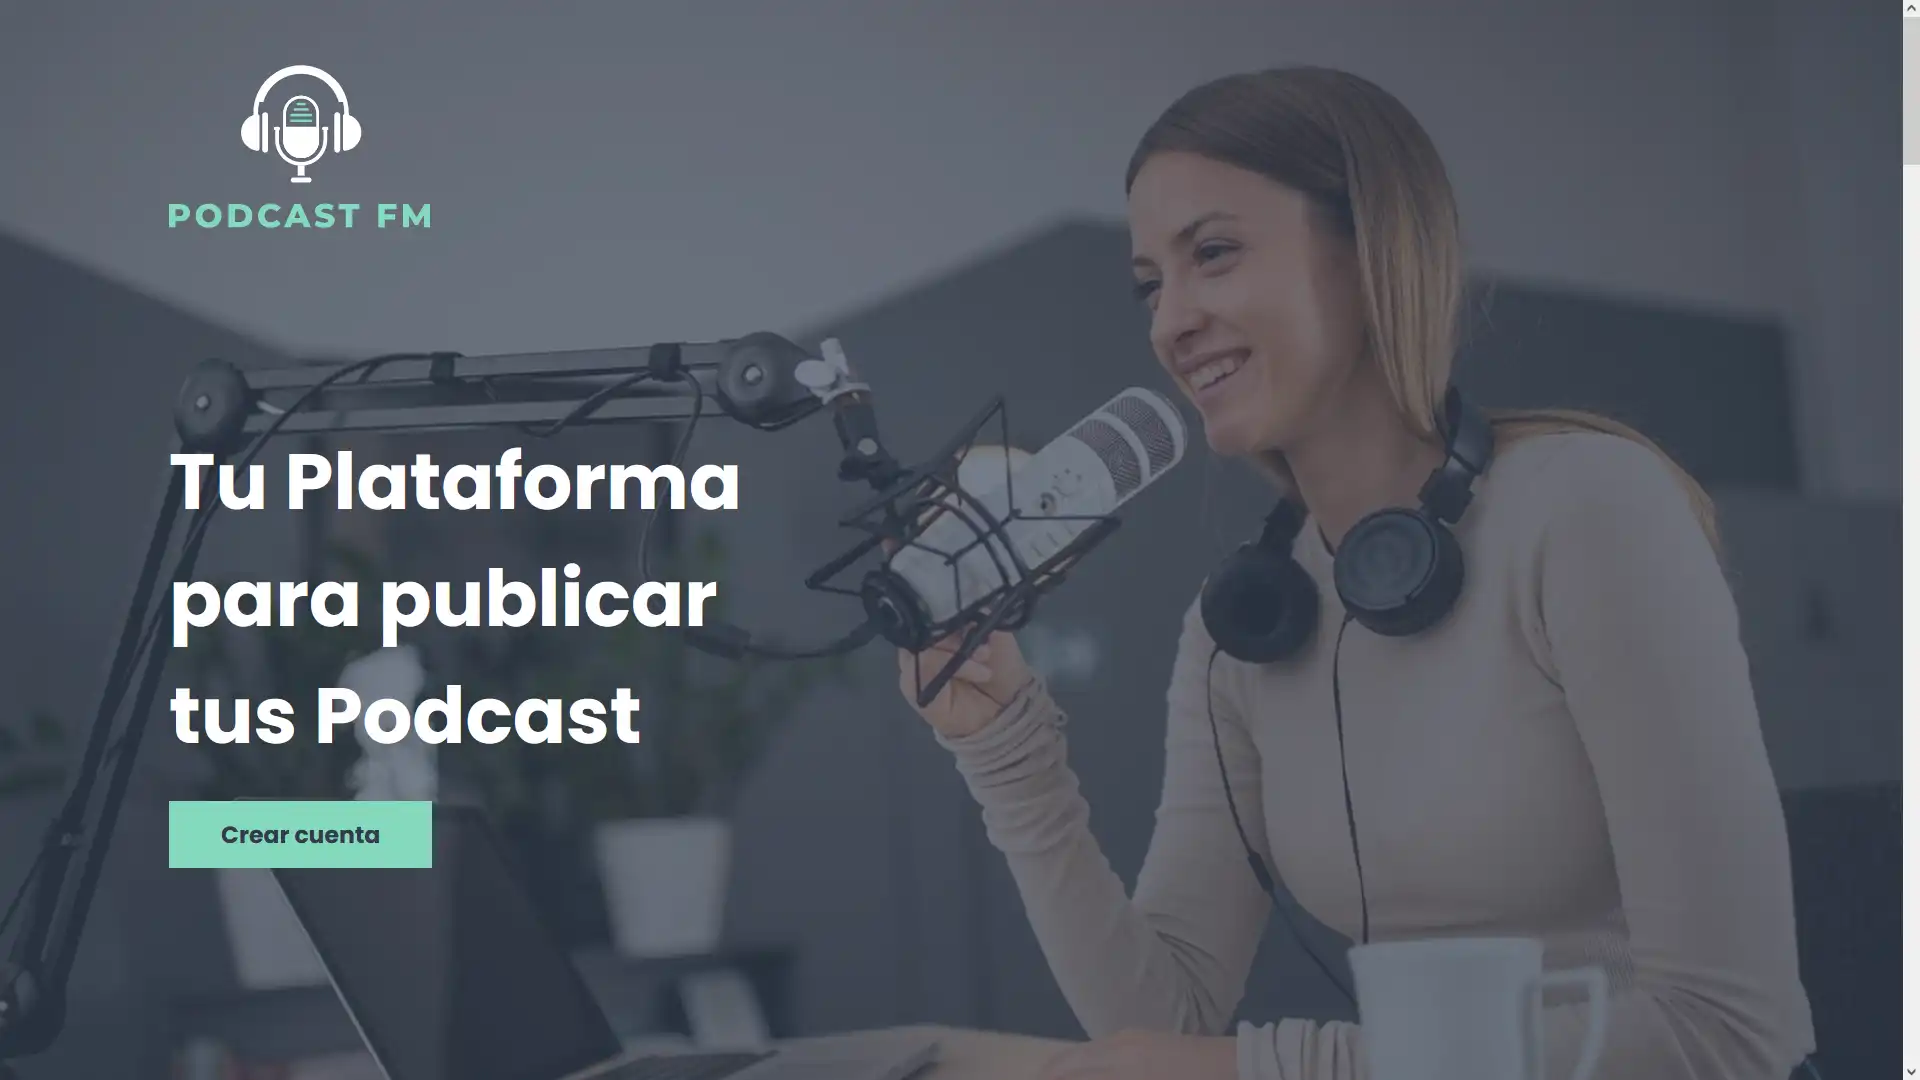 PODCAST FM
Tu Plataforma
para publicar
tus Podcast
Crear cuenta